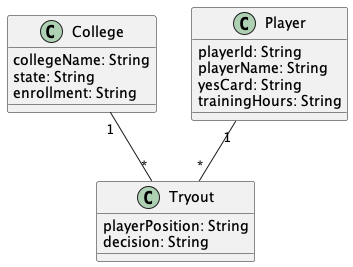 C College
collegeName: String
state: String
enrollment: String
C Player
playerId: String
playerName: String
yesCard: String
trainingHours: String
1
1
*
*
C Tryout
playerPosition: String
decision: String